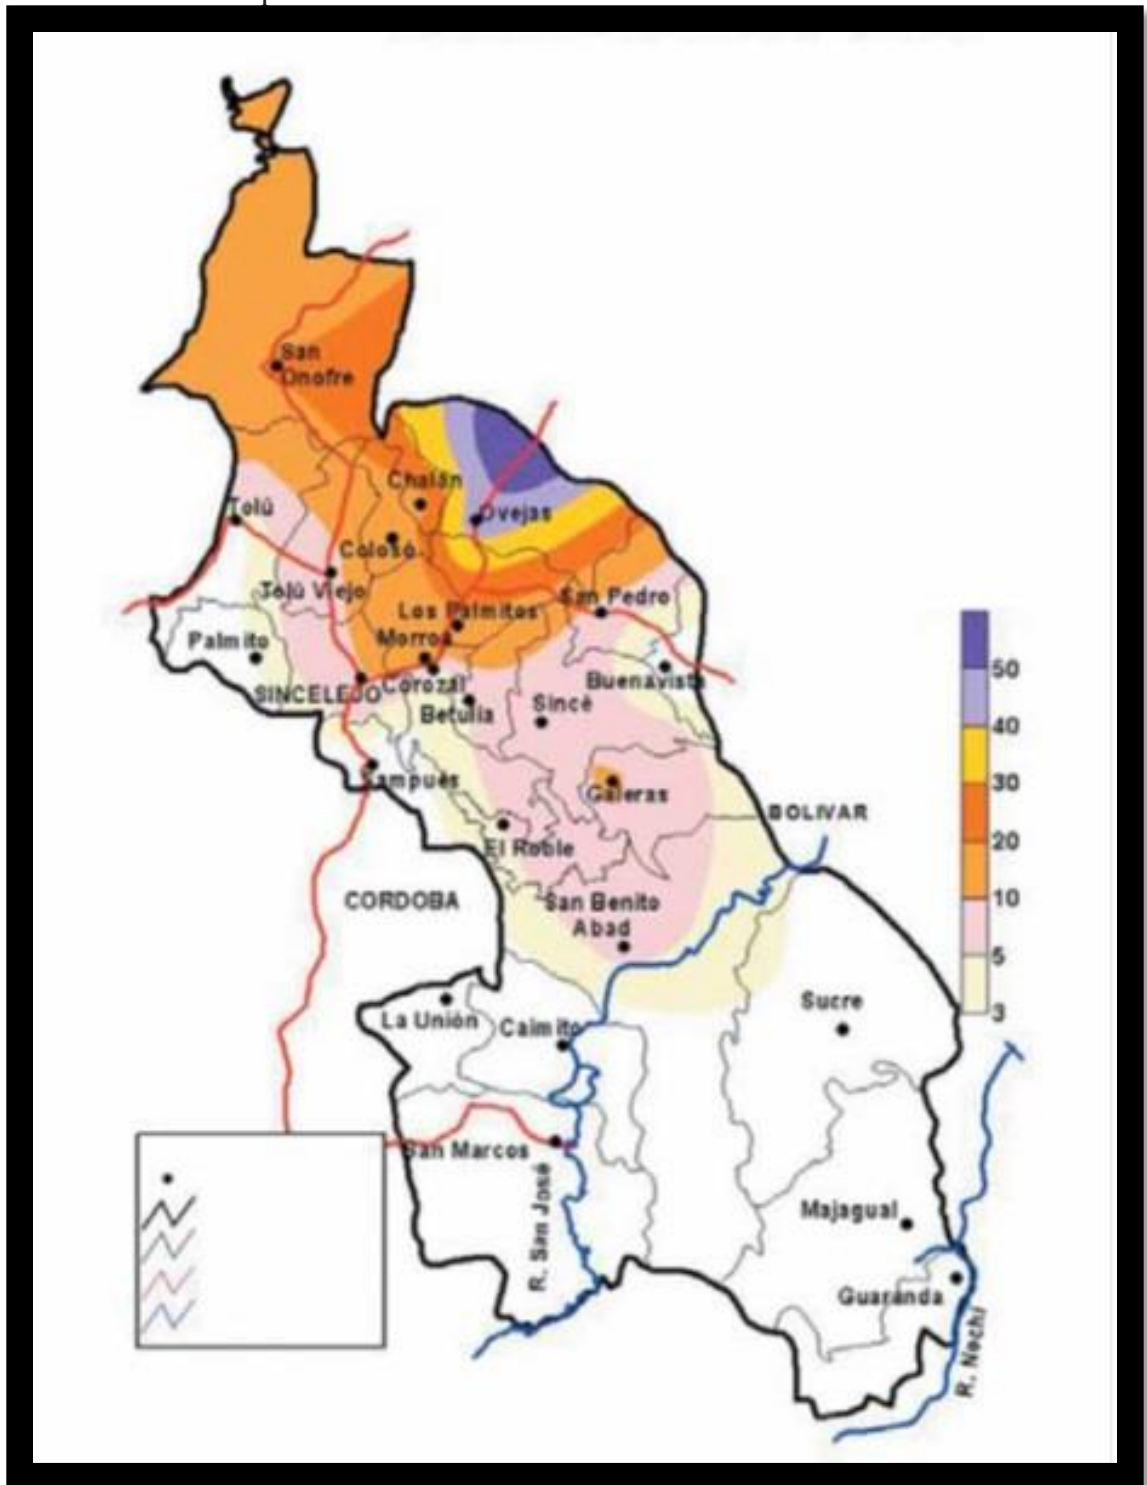 San
Onofre
Chalán
Ovejas
Tolú
Colosó
Tolú Viejo
San Pedro
Los Palmitos
Morroa
Palmito
SINCELEJO
Corozal
Buenavista
Betulia
Sincé
Sampués
Galeras
BOLIVAR
El Roble
CORDOBA
San Benito
Abad
La Unión
Caimito
Sucre
San Marcos
R. San José
Majagual
Guaranda
R. Nechí
50
40
30
20
10
5
3